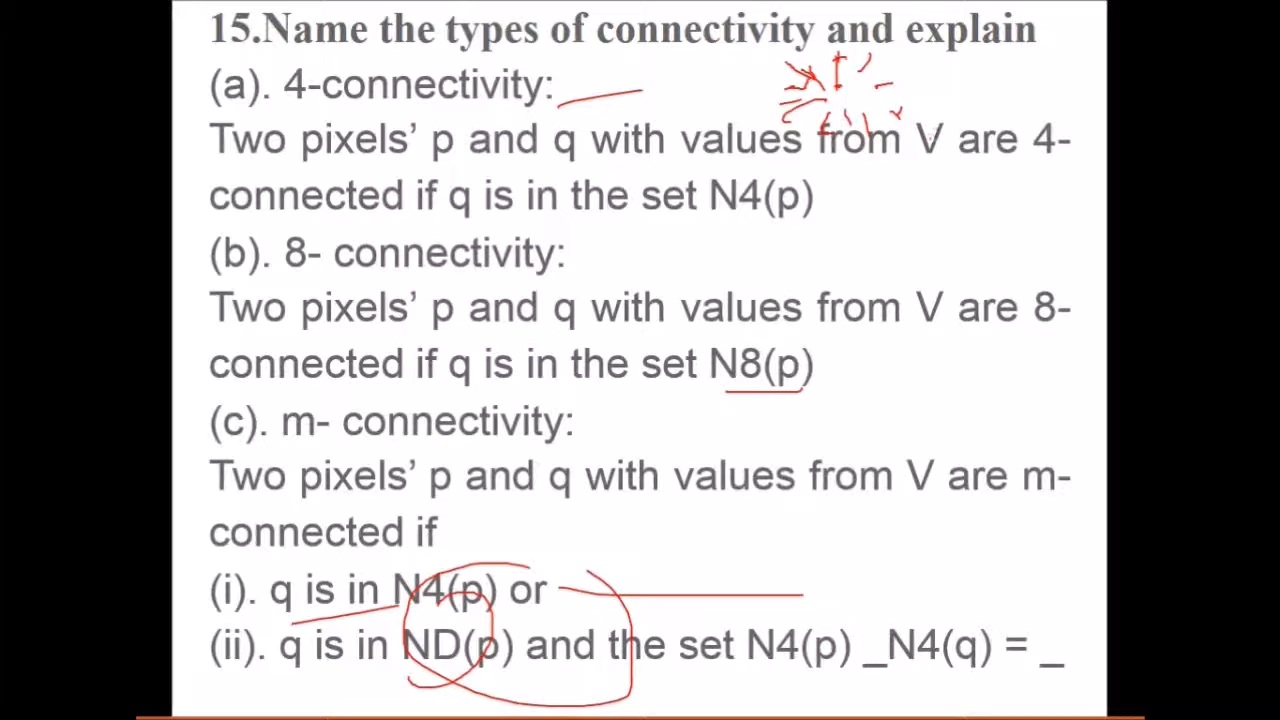 15.Name the types of connectivity and explain
(a). 4-connectivity:
Two pixels’ p and q with values from V are 4-
connected if q is in the set N4(p)
(b). 8- connectivity:
Two pixels’ p and q with values from V are 8-
connected if q is in the set N8(p)
(c). m- connectivity:
Two pixels’ p and q with values from V are m-
connected if
(i). q is in N4(p) or
(ii). q is in ND(p) and the set N4(p) _N4(q) = _